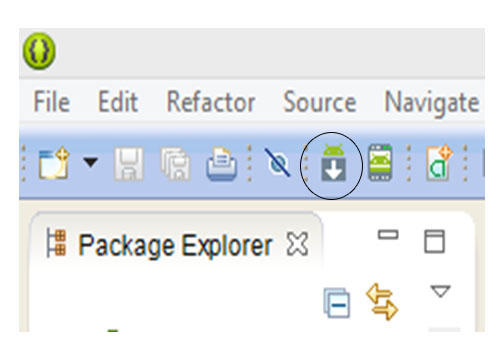 File Edit Refactor Source Navigate
Package Explorer